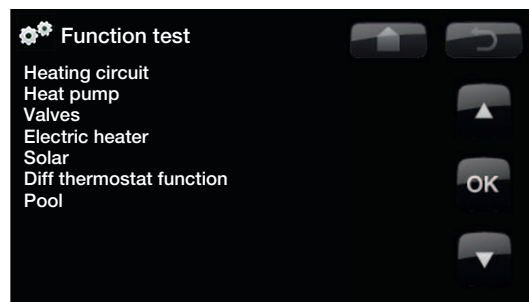 Function test
Heating circuit
Heat pump
Valves
Electric heater
Solar
Diff thermostat function
Pool
OK